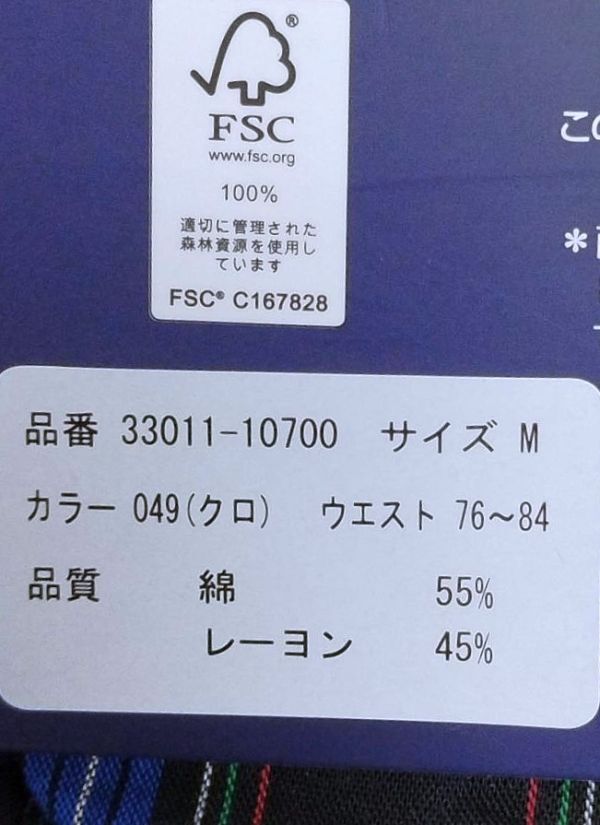 ®
FSC
www.fsc.org
100%
適切に管理された
森林資源を使用し
ています
FSC® C167828
この
*
品番 33011-10700 サイズ M
カラー 049(クロ) ウエスト 76～84
品質 綿 55%
レーヨン 45%